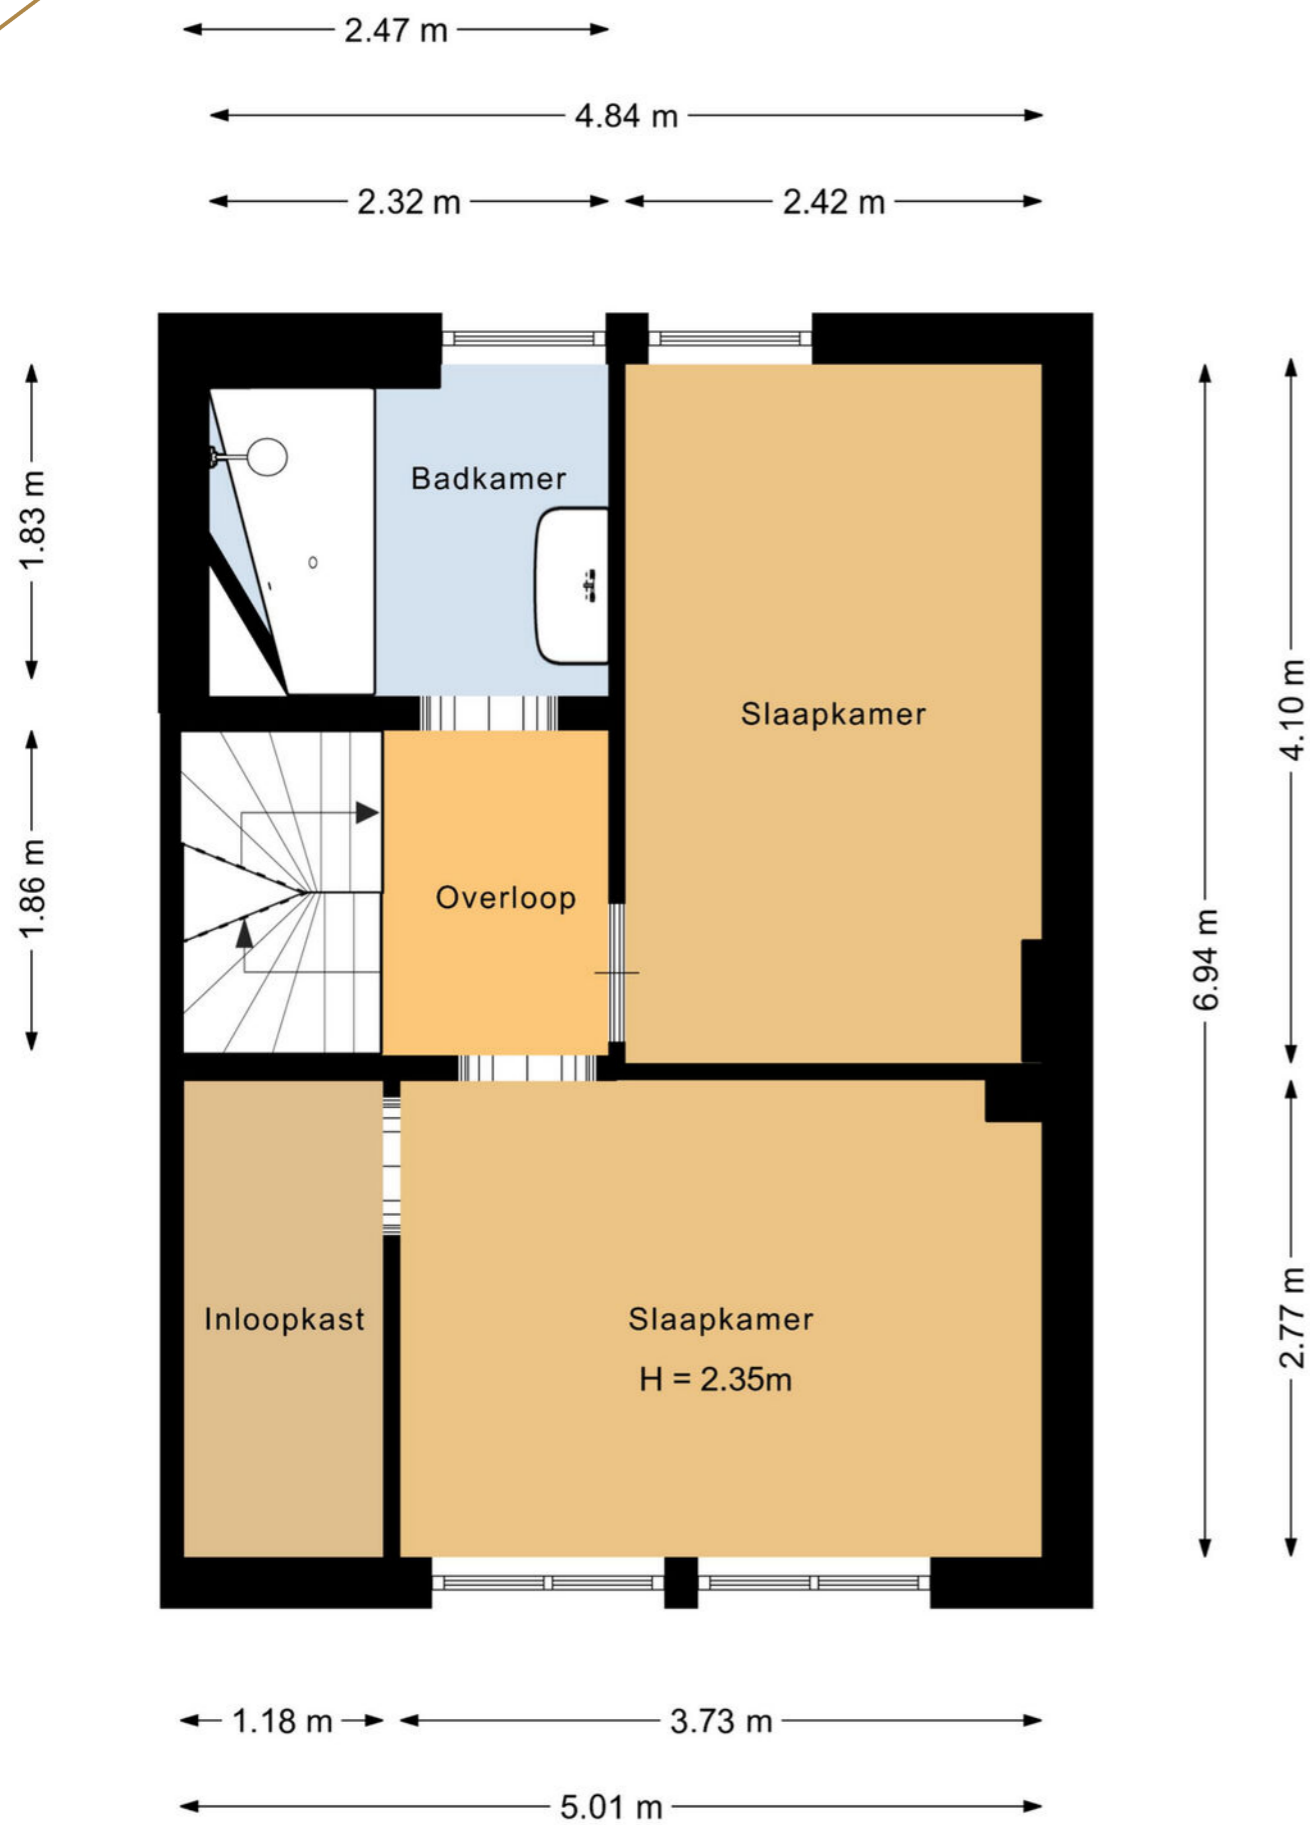 2.47 m
4.84 m
2.32 m
2.42 m
1.83 m
Badkamer
4.10 m
Slaapkamer
1.86 m
Overloop
6.94 m
Inloopkast
Slaapkamer
H = 2.35m
2.77 m
1.18 m
3.73 m
5.01 m